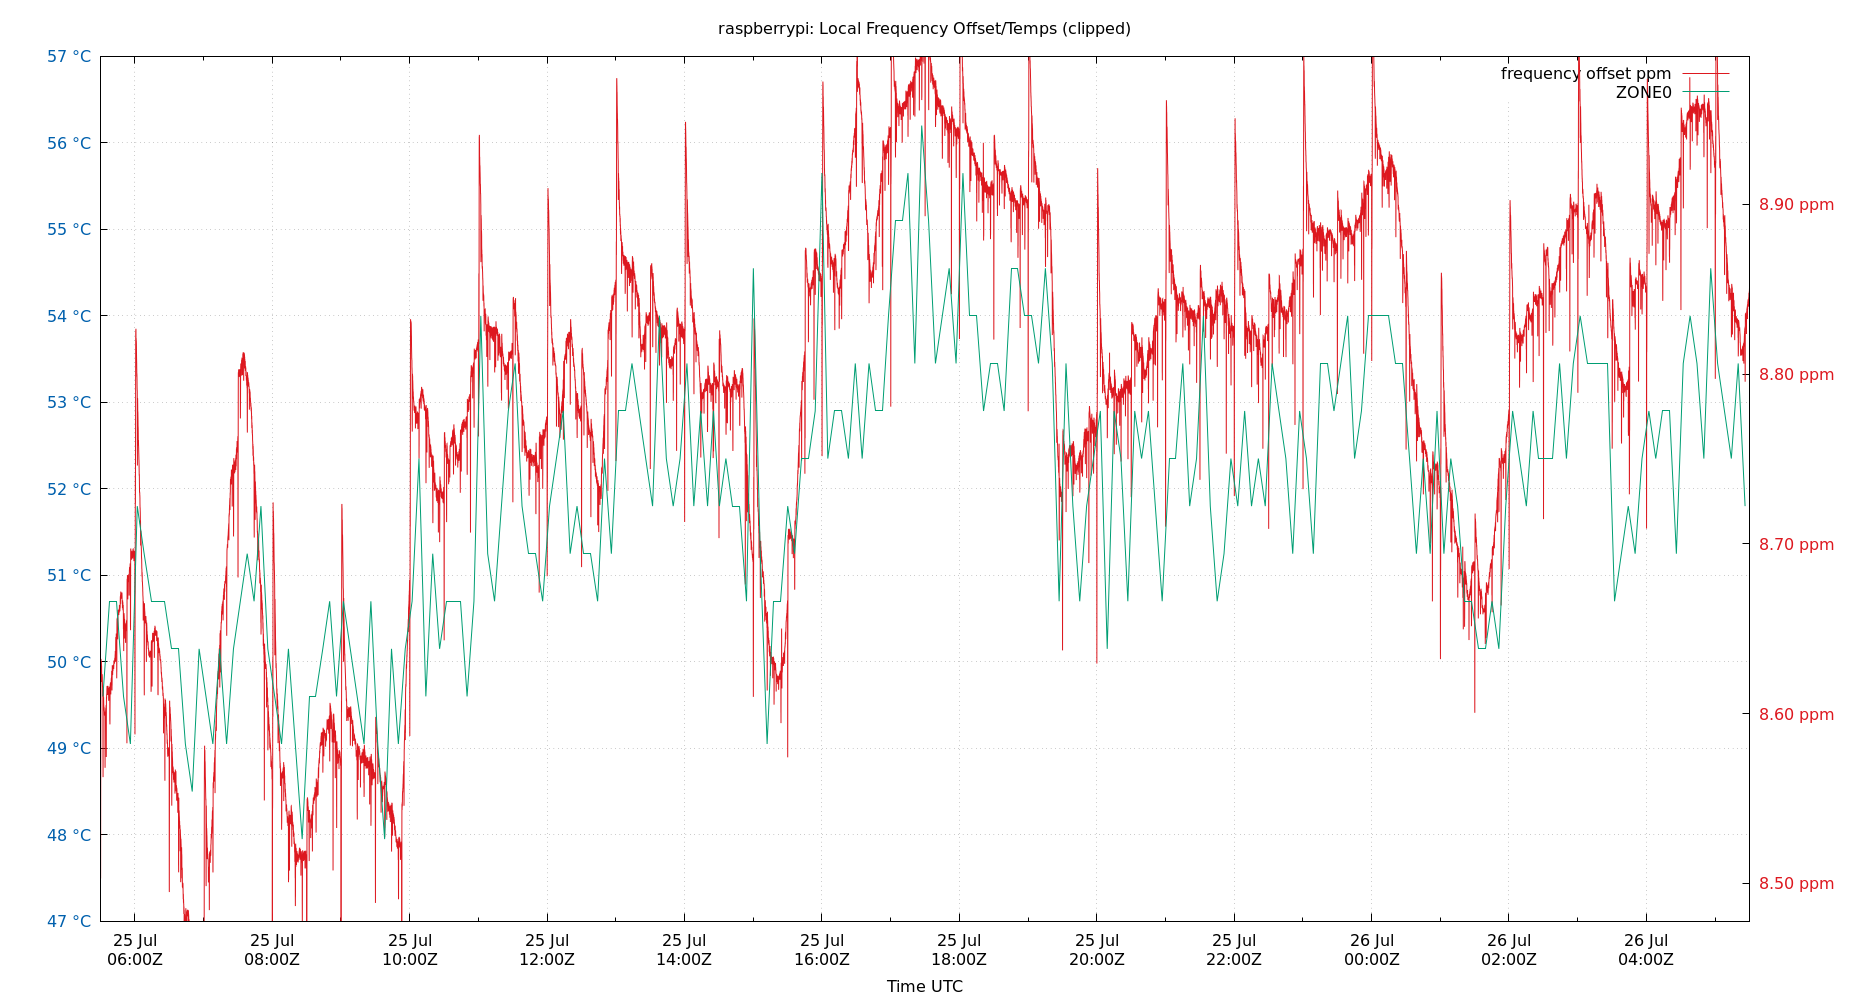 raspberrypi: Local Frequency Offset/Temps (clipped)
57 °C
56 °C
55 °C
54 °C
53 °C
52 °C
51 °C
50 °C
49 °C
48 °C
47 °C
frequency offset ppm
ZONE0
8.90 ppm
8.80 ppm
8.70 ppm
8.60 ppm
8.50 ppm
25 Jul 25 Jul 25 Jul 25 Jul 25 Jul 25 Jul 25 Jul 25 Jul 25 Jul 26 Jul 26 Jul 26 Jul
06:00Z 08:00Z 10:00Z 12:00Z 14:00Z 16:00Z 18:00Z 20:00Z 22:00Z 00:00Z 02:00Z 04:00Z
Time UTC